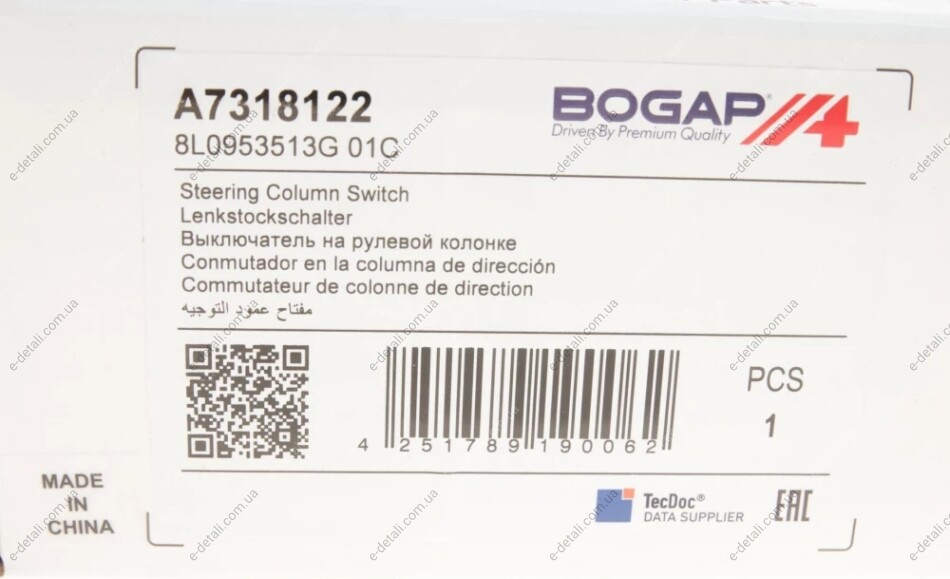 Parts
A7318122
8L0953513G 01C
BOGAP®
Driven By Premium Quality
Steering Column Switch
Lenkstockschalter
Выключатель на рулевой колонке
Conmutador en la columna de dirección
Commutateur de colonne de direction
مفتاح عمود التوجيه
4 251789 190062
PCS
1
MADE
IN
CHINA
TecDoc®
DATA SUPPLIER
EAC
e-detali.com.ua